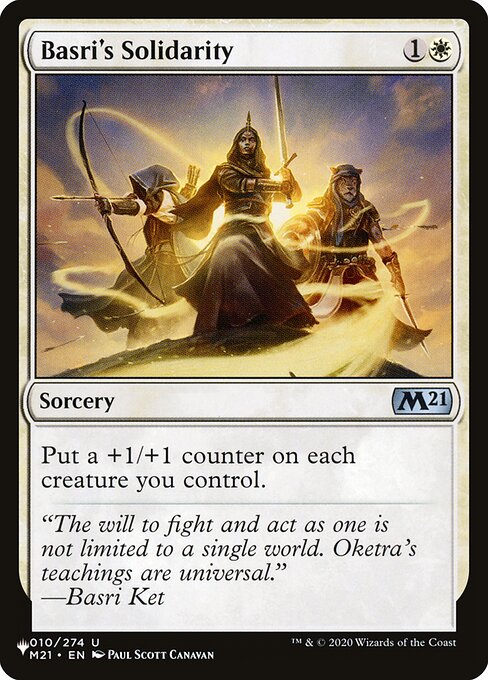 Basri's Solidarity 1
Sorcery M21
Put a +1/+1 counter on each
creature you control.
“The will to fight and act as one is
not limited to a single world. Oketra's
teachings are universal.”
—Basri Ket
010/274 U ™ & © 2020 Wizards of the Coast
M21 • EN Paul Scott Canavan